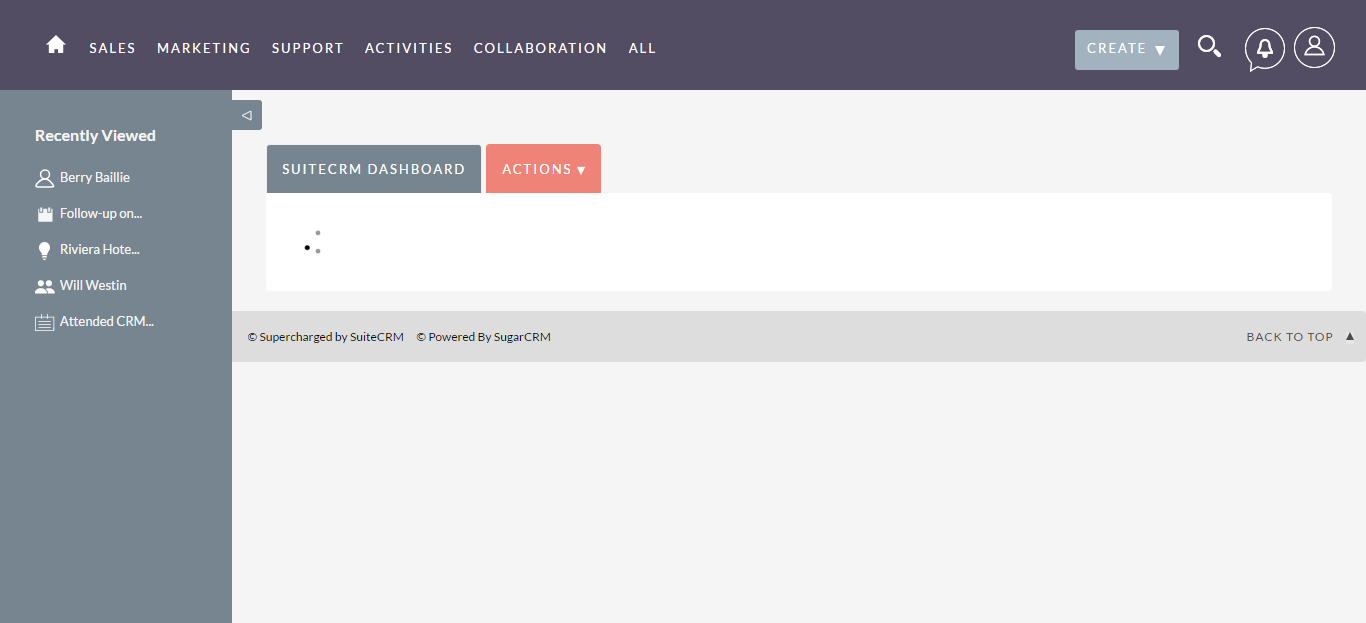 SALES MARKETING SUPPORT ACTIVITIES COLLABORATION ALL CREATE ▼
Recently Viewed
Berry Baillie
Follow-up on...
Riviera Hote...
Will Westin
Attended CRM...
SUITECRM DASHBOARD ACTIONS ▼
© Supercharged by SuiteCRM © Powered By SugarCRM BACK TO TOP ▲